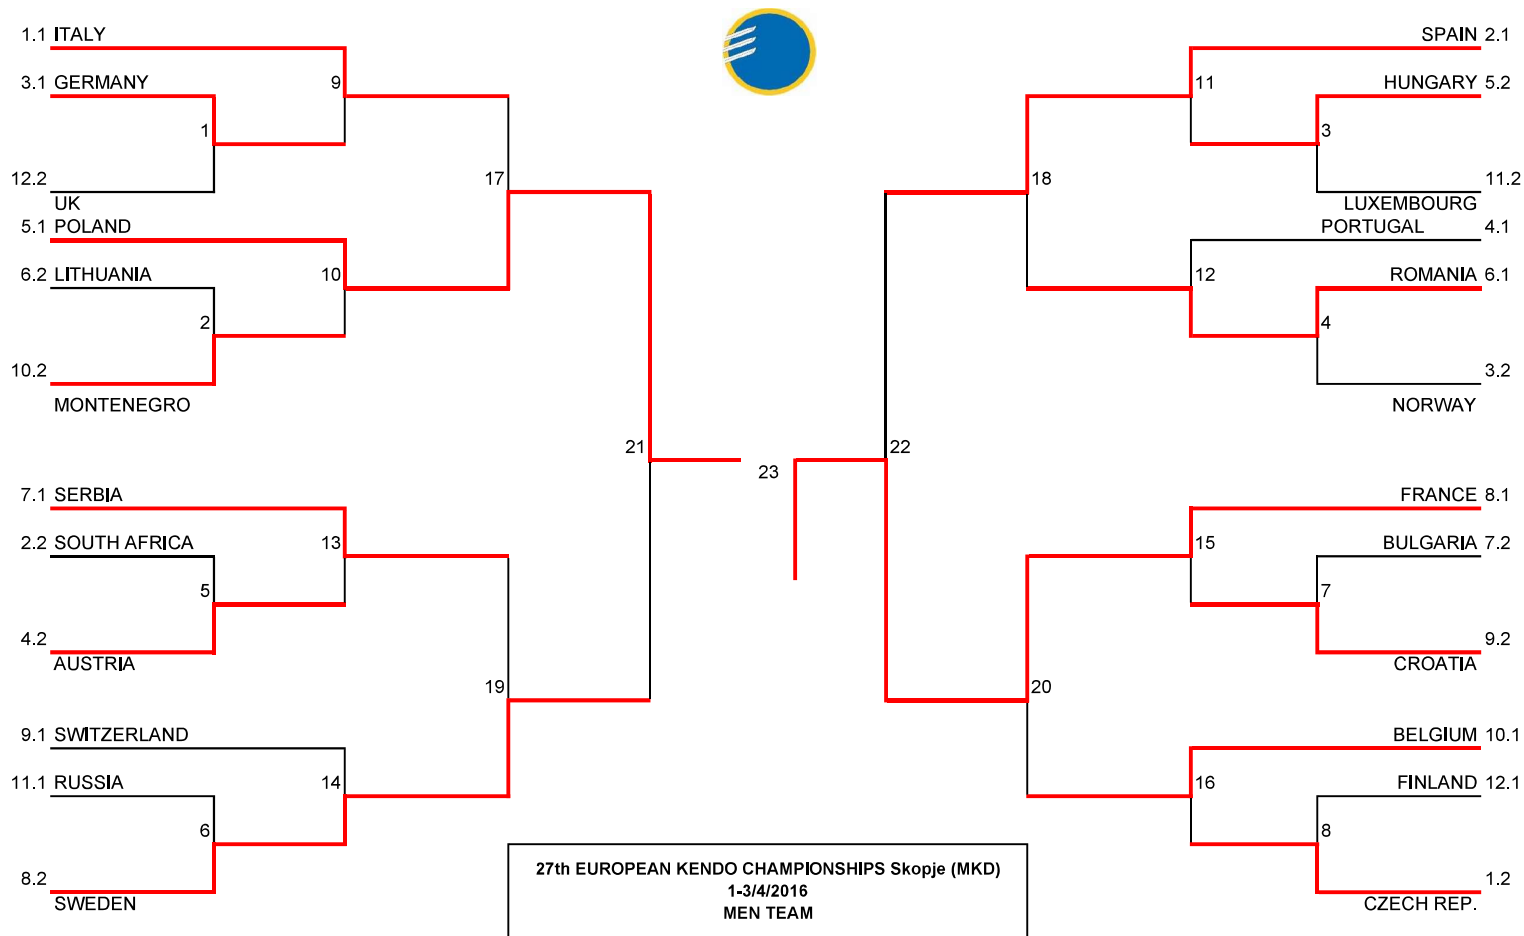 1.1 ITALY
3.1 GERMANY
9
1
12.2
UK
17
5.1 POLAND
6.2 LITHUANIA
10
2
10.2
MONTENEGRO
21
7.1 SERBIA
2.2 SOUTH AFRICA
13
5
4.2
AUSTRIA
19
9.1 SWITZERLAND
11.1 RUSSIA
14
6
8.2
SWEDEN
23
SPAIN 2.1
11
HUNGARY 5.2
3
11.2
LUXEMBOURG
18
PORTUGAL 4.1
12
ROMANIA 6.1
4
3.2
NORWAY
22
FRANCE 8.1
15
BULGARIA 7.2
7
9.2
CROATIA
20
BELGIUM 10.1
16
FINLAND 12.1
8
1.2
CZECH REP.
27th EUROPEAN KENDO CHAMPIONSHIPS Skopje (MKD)
1-3/4/2016
MEN TEAM